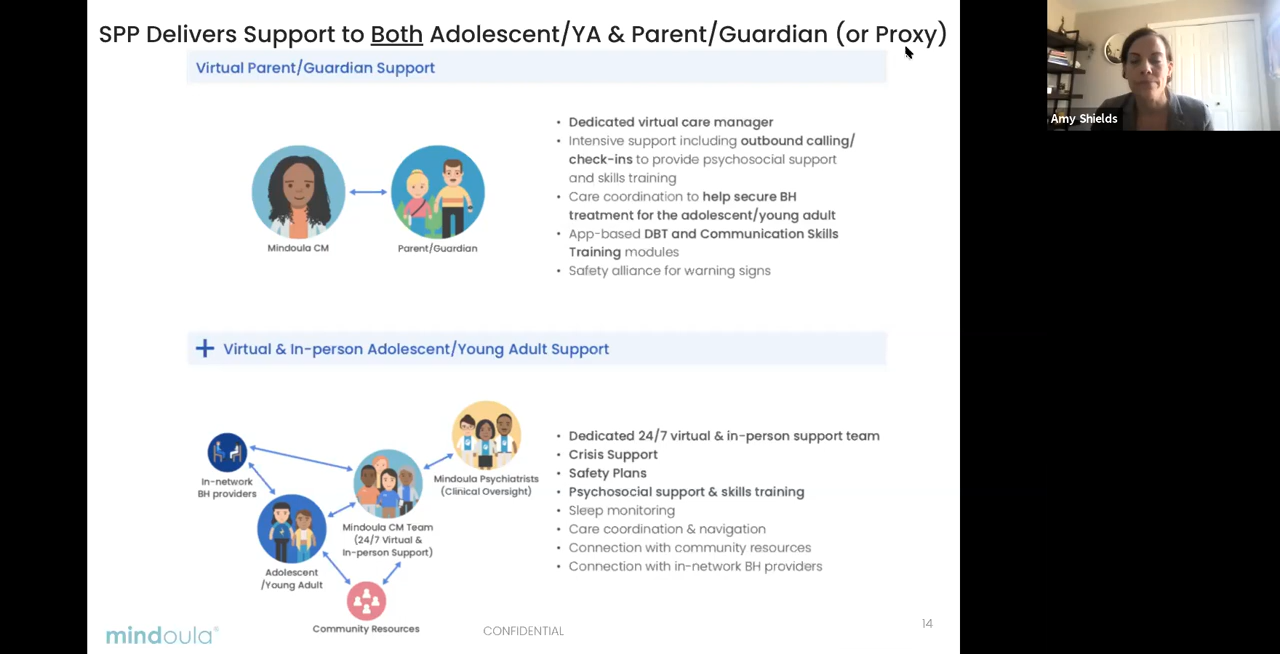 SPP Delivers Support to Both Adolescent/YA & Parent/Guardian (or Proxy)
Virtual Parent/Guardian Support
Mindoula CM
Parent/Guardian
• Dedicated virtual care manager
• Intensive support including outbound calling/
check-ins to provide psychosocial support
and skills training
• Care coordination to help secure BH
treatment for the adolescent/young adult
• App-based DBT and Communication Skills
Training modules
• Safety alliance for warning signs
+ Virtual & In-person Adolescent/Young Adult Support
In-network
BH providers
Mindoula Psychiatrists
(Clinical Oversight)
Mindoula CM Team
(24/7 Virtual &
In-person Support)
Adolescent
/Young Adult
Community Resources
• Dedicated 24/7 virtual & in-person support team
• Crisis Support
• Safety Plans
• Psychosocial support & skills training
• Sleep monitoring
• Care coordination & navigation
• Connection with community resources
• Connection with in-network BH providers
mindoula®
CONFIDENTIAL
14
Amy Shields